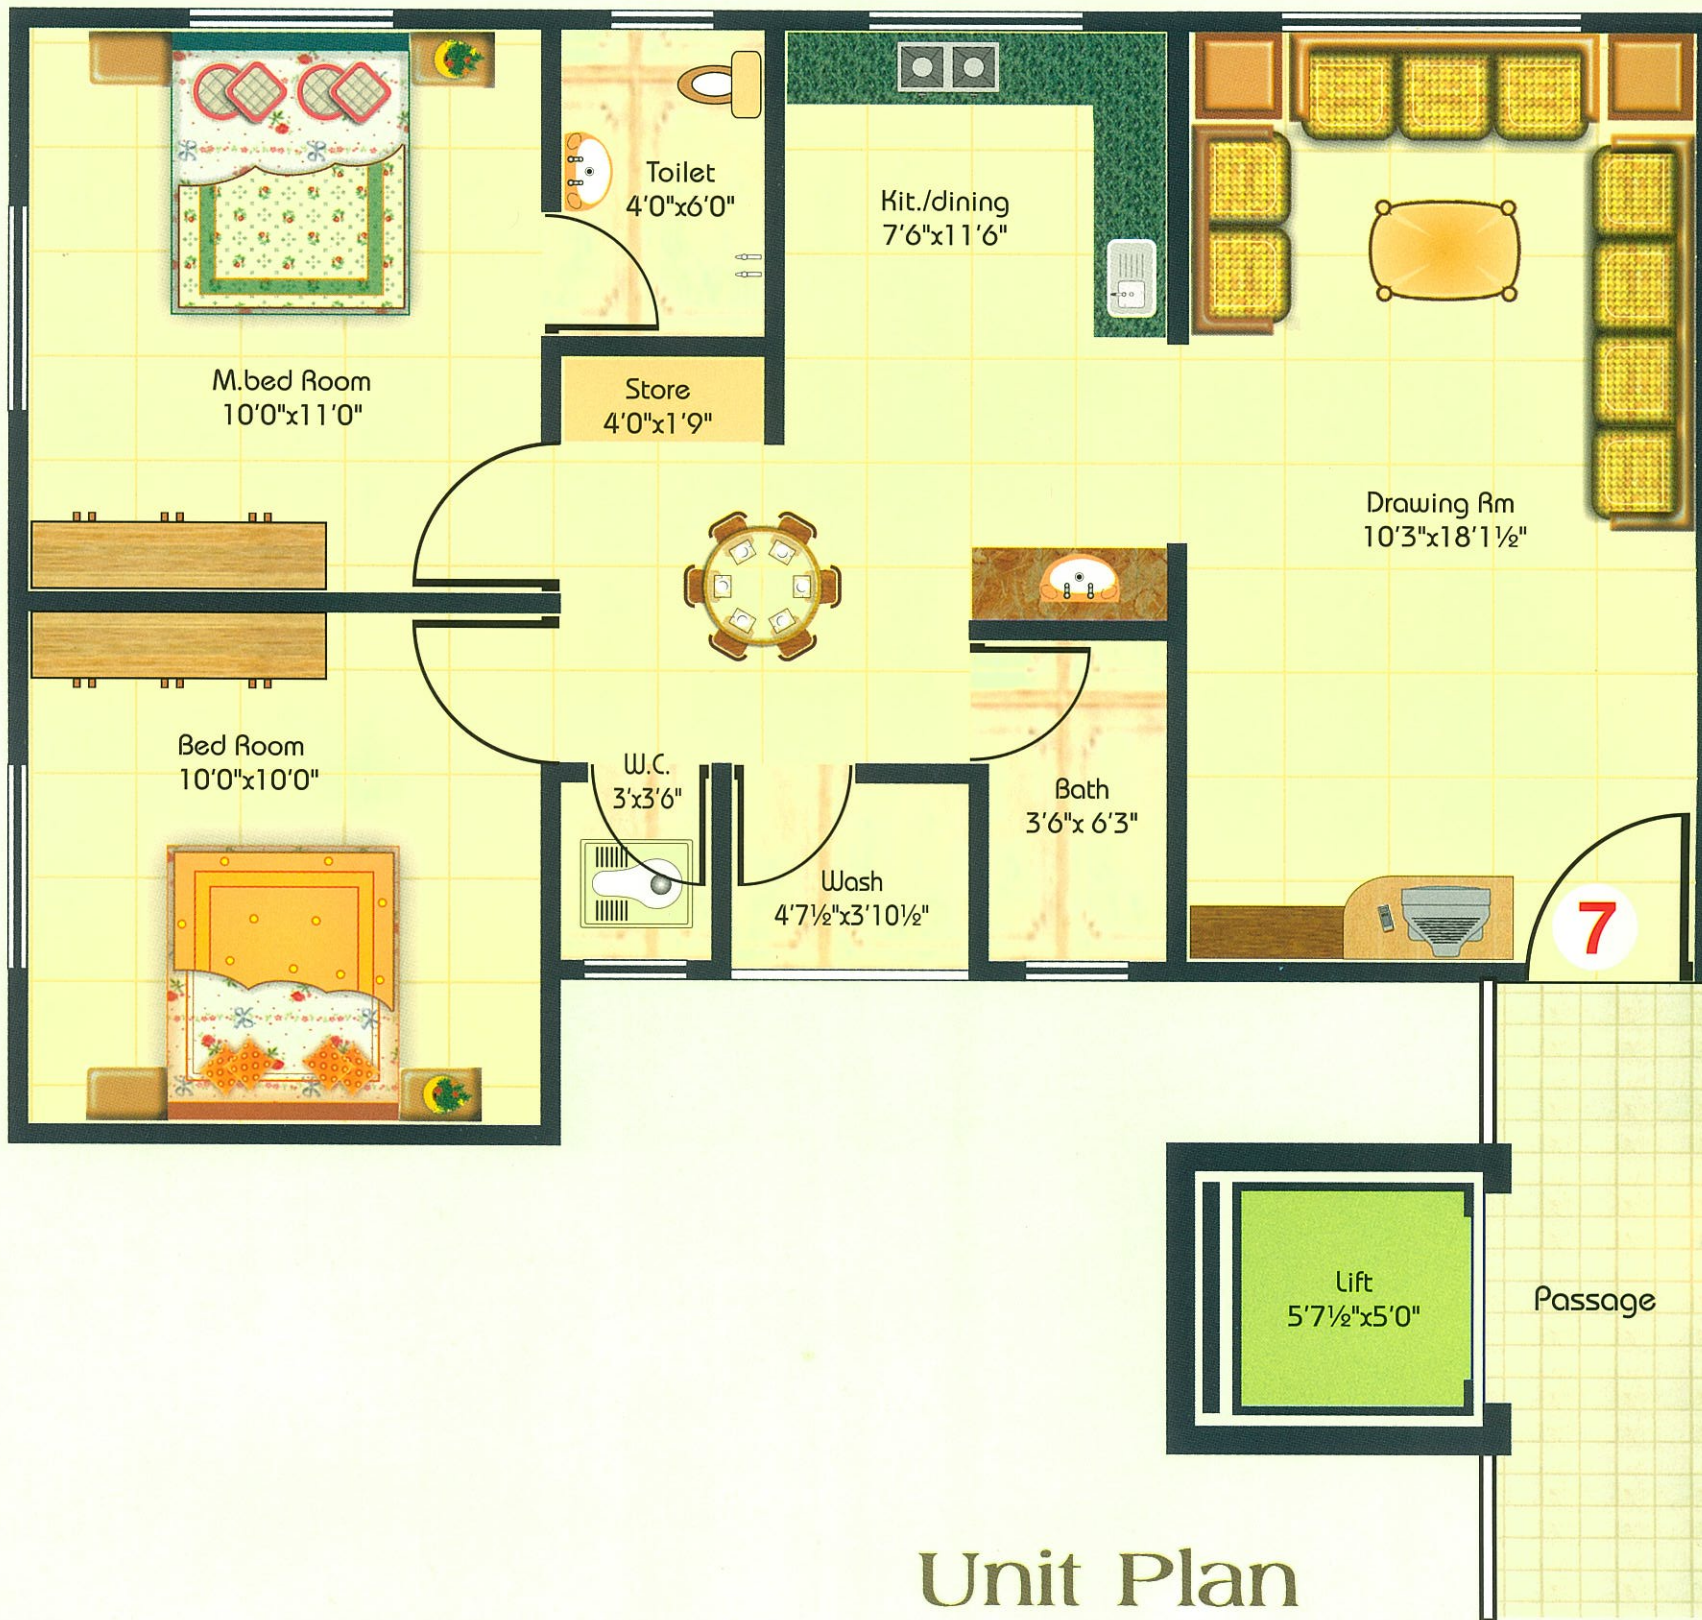 Toilet
4'0"x6'0"
Kit./dining
7'6"x11'6"
M.bed Room
10'0"x11'0"
Store
4'0"x1'9"
Drawing Rm
10'3"x18'1½"
Bed Room
10'0"x10'0"
W.C.
3'x3'6"
Bath
3'6"x 6'3"
Wash
4'7½"x3'10½"
7
Lift
5'7½"x5'0"
Passage
Unit Plan